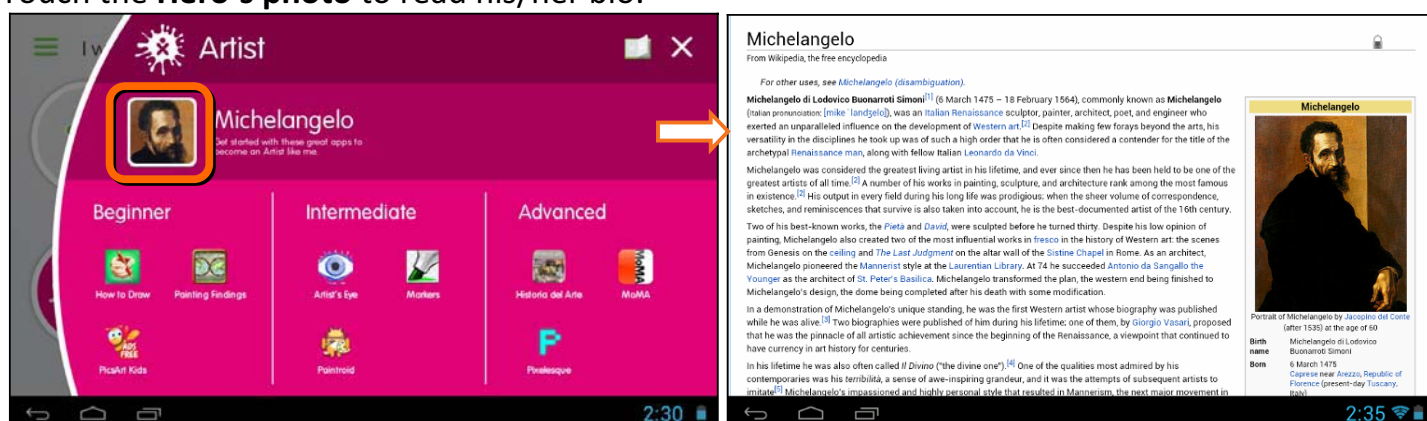 Touch the Hero's photo to read his/her bio.
I w
Artist
Michelangelo
Get started with these great apps to
become an Artist like me.
Beginner
Intermediate
Advanced
How to Draw
Painting Findings
Artist's Eye
Markers
Historia del Arte
MoMA
MoMA
ADS
FREE
PicsArt Kids
Paintroid
Pixelesque
2:30
Michelangelo
From Wikipedia, the free encyclopedia
For other uses, see Michelangelo (disambiguation).
Michelangelo di Lodovico Buonarroti Simoni[1] (6 March 1475 – 18 February 1564), commonly known as Michelangelo
(Italian pronunciation: [mikeˈlandʒelo]), was an Italian Renaissance sculptor, painter, architect, poet, and engineer who
exerted an unparalleled influence on the development of Western art.[2] Despite making few forays beyond the arts, his
versatility in the disciplines he took up was of such a high order that he is often considered a contender for the title of the
archetypal Renaissance man, along with fellow Italian Leonardo da Vinci.
Michelangelo was considered the greatest living artist in his lifetime, and ever since then he has been held to be one of the
greatest artists of all time.[2] A number of his works in painting, sculpture, and architecture rank among the most famous
in existence.[2] His output in every field during his long life was prodigious; when the sheer volume of correspondence,
sketches, and reminiscences that survive is also taken into account, he is the best-documented artist of the 16th century.
Two of his best-known works, the Pietà and David, were sculpted before he turned thirty. Despite his low opinion of
painting, Michelangelo also created two of the most influential works in fresco in the history of Western art: the scenes
from Genesis on the ceiling and The Last Judgment on the altar wall of the Sistine Chapel in Rome. As an architect,
Michelangelo pioneered the Mannerist style at the Laurentian Library. At 74 he succeeded Antonio da Sangallo the
Younger as the architect of St. Peter's Basilica. Michelangelo transformed the plan, the western end being finished to
Michelangelo's design, the dome being completed after his death with some modification.
In a demonstration of Michelangelo's unique standing, he was the first Western artist whose biography was published
while he was alive.[3] Two biographies were published of him during his lifetime; one of them, by Giorgio Vasari, proposed
that he was the pinnacle of all artistic achievement since the beginning of the Renaissance, a viewpoint that continued to
have currency in art history for centuries.
In his lifetime he was also often called Il Divino ("the divine one").[4] One of the qualities most admired by his
contemporaries was his terribilità, a sense of awe-inspiring grandeur, and it was the attempts of subsequent artists to
imitate[5] Michelangelo's impassioned and highly personal style that resulted in Mannerism, the next major movement in
Michelangelo
Portrait of Michelangelo by Jacopino del Conte
(after 1535) at the age of 60
Birth name Michelangelo di Lodovico
Buonarroti Simoni
Born 6 March 1475
Caprese near Arezzo, Republic of
Florence (present-day Tuscany,
Italy)
2:35